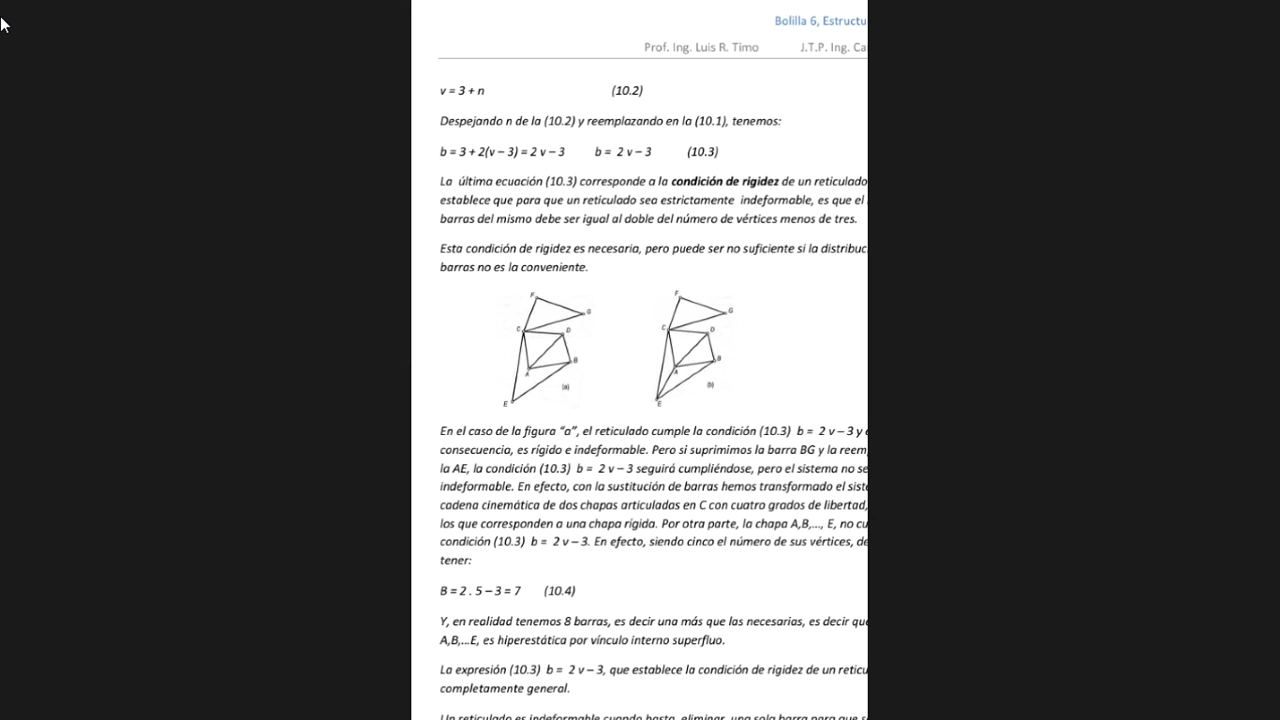 Bolilla 6, Estructu
Prof. Ing. Luis R. Timo J.T.P. Ing. Ca
v = 3 + n (10.2)
Despejando n de la (10.2) y reemplazando en la (10.1), tenemos:
b = 3 + 2(v – 3) = 2 v – 3 b = 2 v – 3 (10.3)
La última ecuación (10.3) corresponde a la condición de rigidez de un reticulado
establece que para que un reticulado sea estrictamente indeformable, es que el
barras del mismo debe ser igual al doble del número de vértices menos de tres.
Esta condición de rigidez es necesaria, pero puede ser no suficiente si la distribuc
barras no es la conveniente.
F G C D B A E (a)
F G C D B A E (b)
En el caso de la figura "a", el reticulado cumple la condición (10.3) b = 2 v – 3 y
consecuencia, es rígido e indeformable. Pero si suprimimos la barra BG y la reem
la AE, la condición (10.3) b = 2 v – 3 seguirá cumpliéndose, pero el sistema no se
indeformable. En efecto, con la sustitución de barras hemos transformado el siste
cadena cinemática de dos chapas articuladas en C con cuatro grados de libertad,
los que corresponden a una chapa rígida. Por otra parte, la chapa A,B,..., E, no cu
condición (10.3) b = 2 v – 3. En efecto, siendo cinco el número de sus vértices, de
tener:
B = 2 . 5 – 3 = 7 (10.4)
Y, en realidad tenemos 8 barras, es decir una más que las necesarias, es decir que
A,B,...E, es hiperestática por vínculo interno superfluo.
La expresión (10.3) b = 2 v – 3, que establece la condición de rigidez de un reticu
completamente general.
Un reticulado es indeformable cuando basta eliminar una sola barra para que s